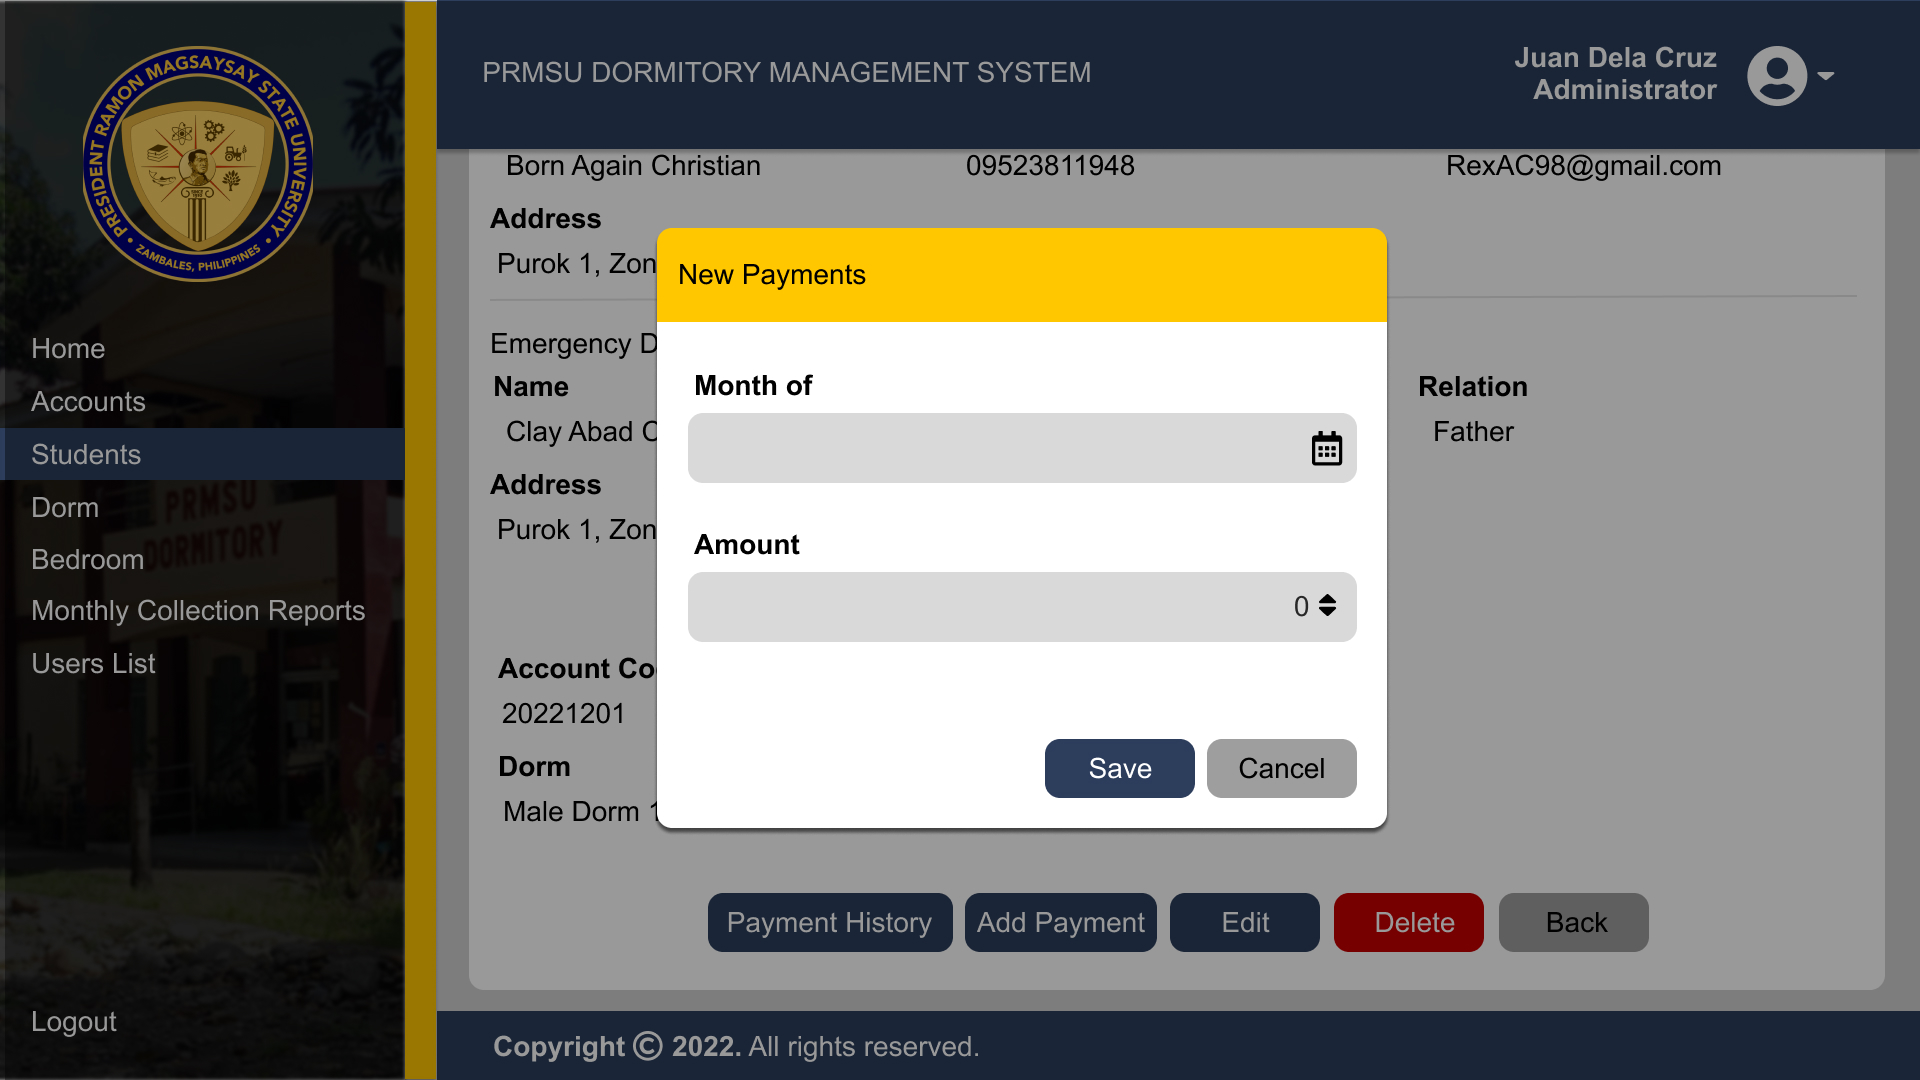 PRESIDENT RAMON MAGSAYSAY STATE UNIVERSITY
ZAMBALES, PHILIPPINES
Home
Accounts
Students
Dorm
Bedroom
Monthly Collection Reports
Users List
Logout
PRMSU
DORMITORY
PRMSU DORMITORY MANAGEMENT SYSTEM
Juan Dela Cruz
Administrator
Born Again Christian 09523811948 RexAC98@gmail.com
Address
Purok 1, Zon
Emergency D
Name Relation
Clay Abad C Father
Address
Purok 1, Zon
Account Co
20221201
Dorm
Male Dorm 1
New Payments
Month of
Amount
0
Save Cancel
Payment History Add Payment Edit Delete Back
Copyright © 2022. All rights reserved.